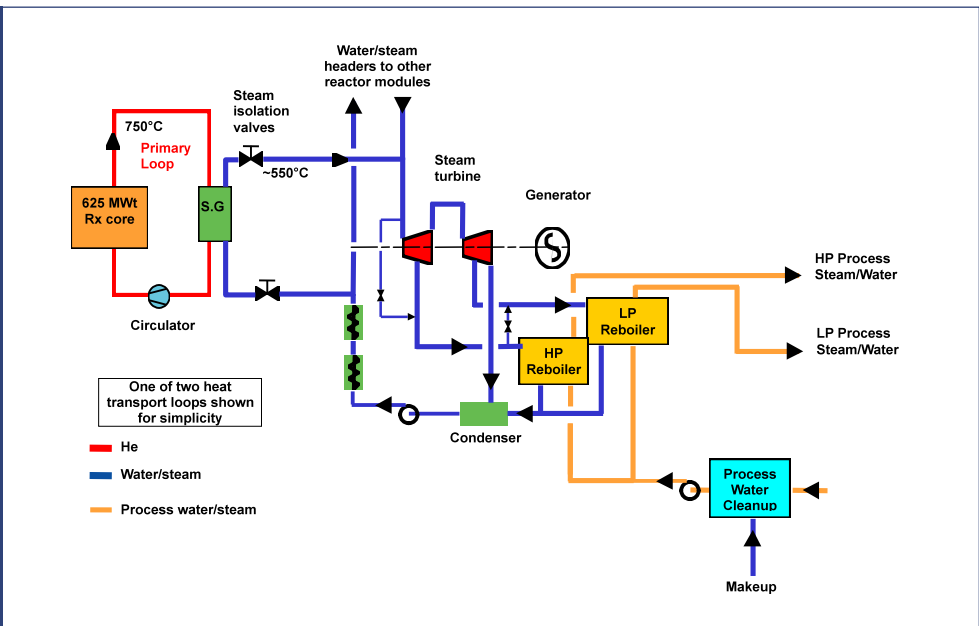 Water/steam
headers to other
reactor modules
Steam
isolation
valves
750°C
Primary
Loop
~550°C
Steam
turbine
Generator
625 MWt
Rx core
S.G
HP Process
Steam/Water
LP
Reboiler
Circulator
LP Process
Steam/Water
HP
Reboiler
One of two heat
transport loops shown
for simplicity
Condenser
He
Water/steam
Process water/steam
Process
Water
Cleanup
Makeup